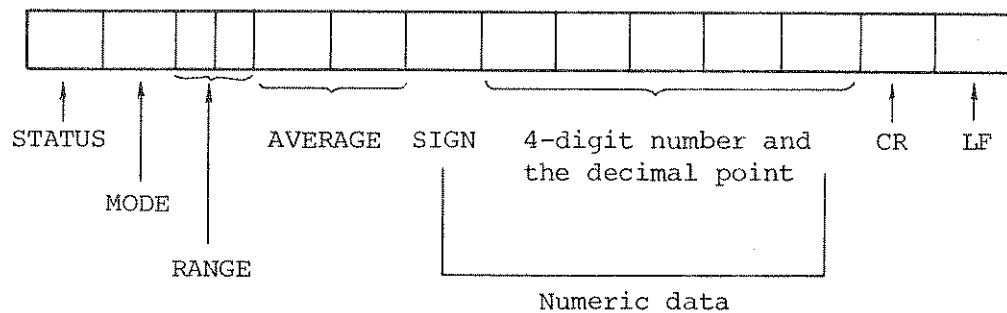 STATUS AVERAGE SIGN 4-digit number and CR LF
the decimal point
MODE
RANGE
Numeric data